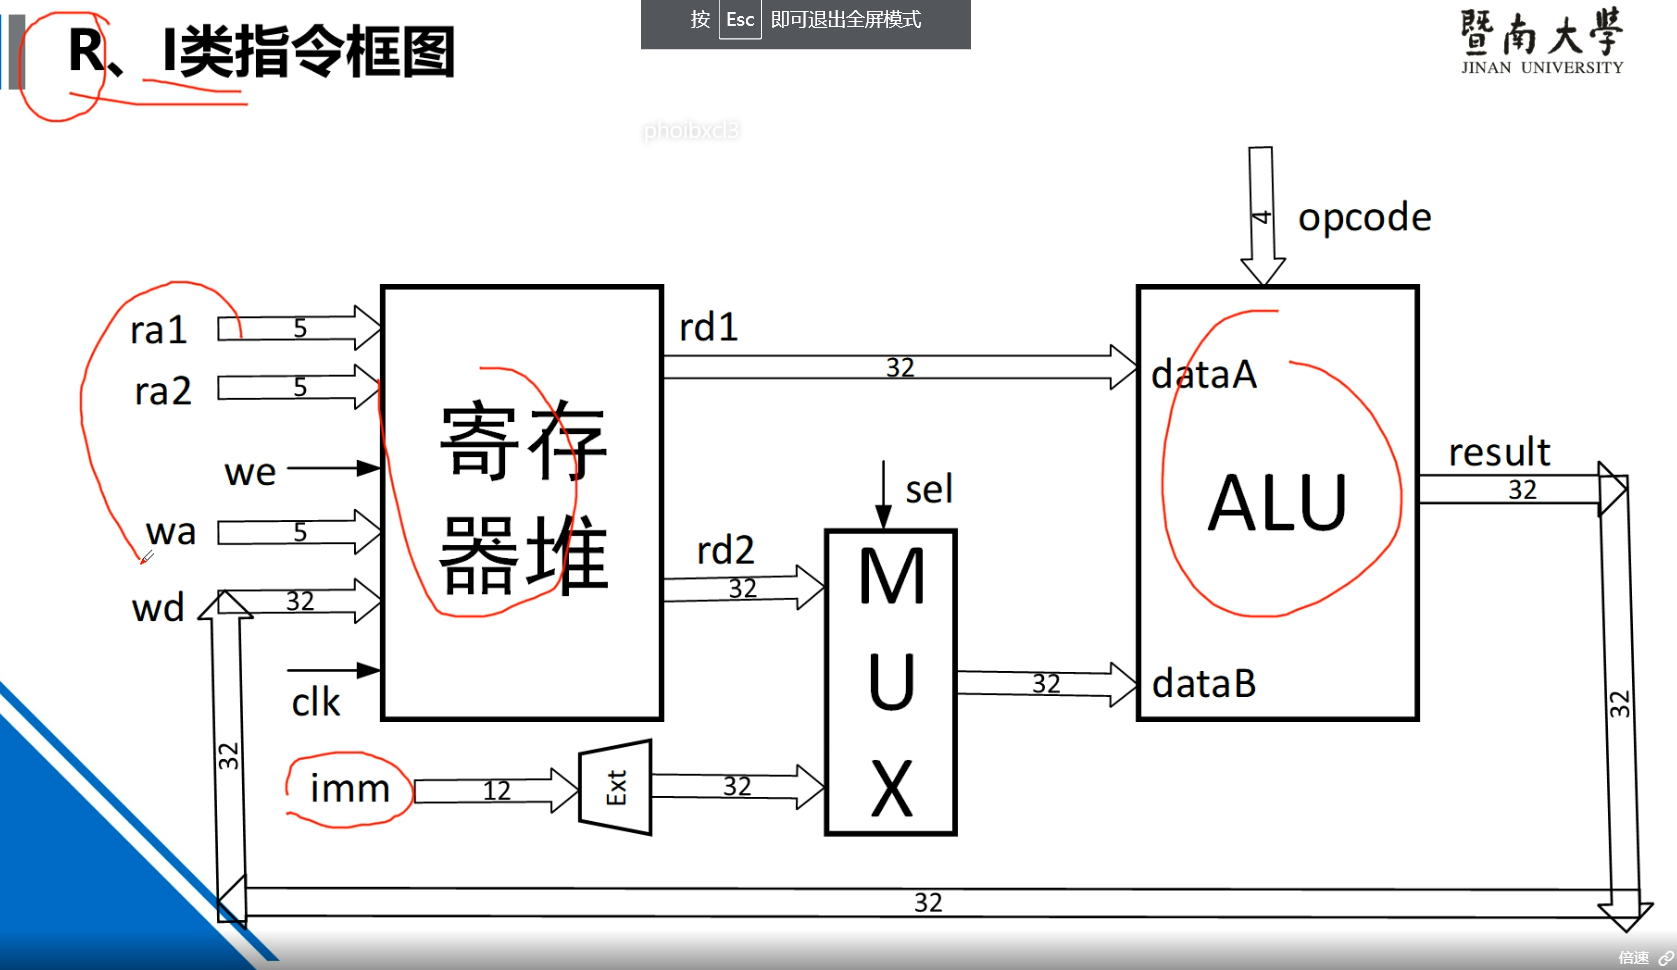 按 Esc 即可退出全屏模式
R、I类指令框图
暨南大学
JINAN UNIVERSITY
phoibxcl3
4
opcode
ra1
5
rd1
32
dataA
ra2
5
寄存
器堆
ALU
result
32
we
sel
wa
5
rd2
32
MUX
wd
32
32
dataB
clk
32
32
imm
12
Ext
32
32
倍速